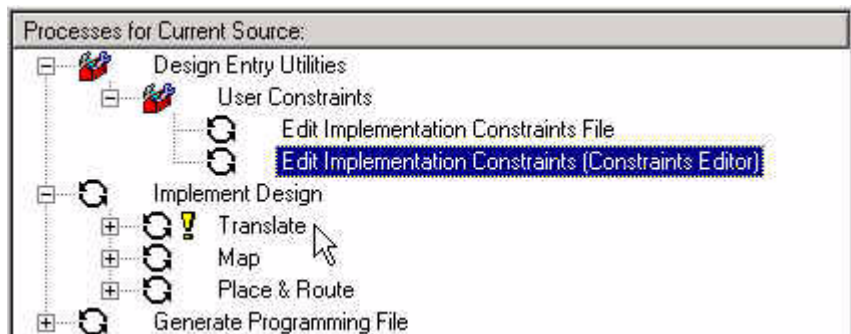 Processes for Current Source:
Design Entry Utilities
User Constraints
Edit Implementation Constraints File
Edit Implementation Constraints (Constraints Editor)
Implement Design
Translate
Map
Place & Route
Generate Programming File